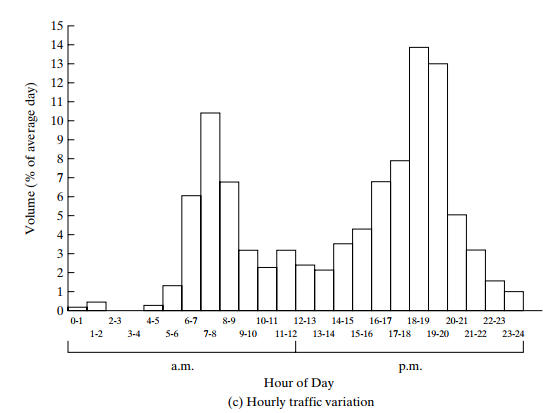 15
14
13
12
11
10
9
8
7
6
5
4
3
2
1
0
Volume (% of average day)
0-1 2-3 4-5 6-7 8-9 10-11 12-13 14-15 16-17 18-19 20-21 22-23
1-2 3-4 5-6 7-8 9-10 11-12 13-14 15-16 17-18 19-20 21-22 23-24
a.m. p.m.
Hour of Day
(c) Hourly traffic variation